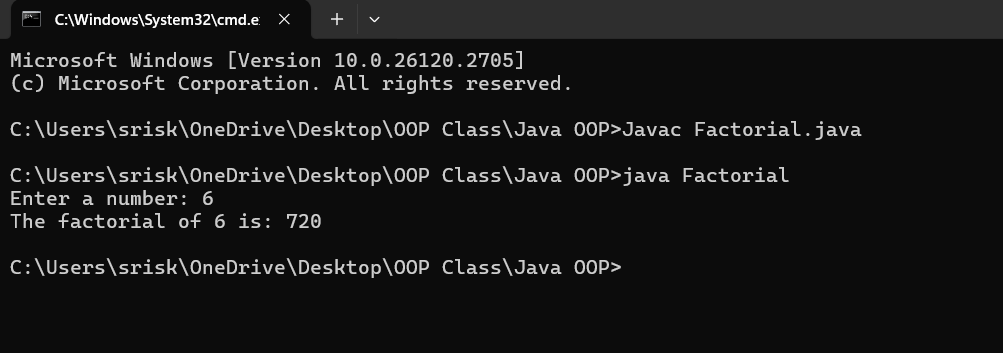 C:\Windows\System32\cmd.e
Microsoft Windows [Version 10.0.26120.2705]
(c) Microsoft Corporation. All rights reserved.
C:\Users\srisk\OneDrive\Desktop\OOP Class\Java OOP>Javac Factorial.java
C:\Users\srisk\OneDrive\Desktop\OOP Class\Java OOP>java Factorial
Enter a number: 6
The factorial of 6 is: 720
C:\Users\srisk\OneDrive\Desktop\OOP Class\Java OOP>